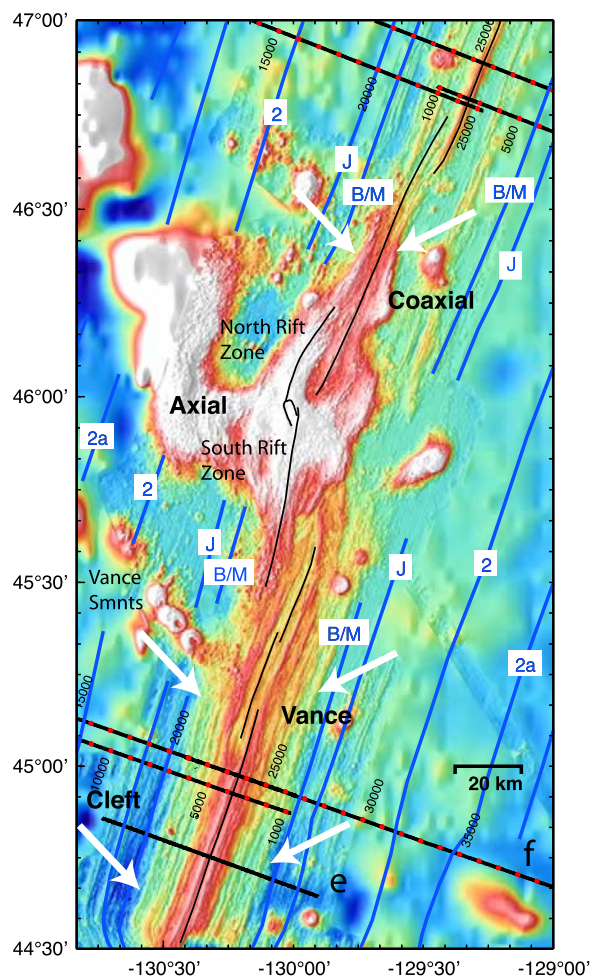 47°00'
15000
25000
20000
1000
2
25000
5000
J
B/M
B/M
46°30'
J
Coaxial
North Rift
Zone
46°00'
Axial
2a
South Rift
Zone
2
J
J
2
B/M
45°30'
Vance
Smnts
B/M
2a
15000
20000
Vance
25000
45°00'
10000
20 km
Cleft
5000
1000
30000
35000
f
e
44°30'
-130°30'
-130°00'
-129°30'
-129°00'